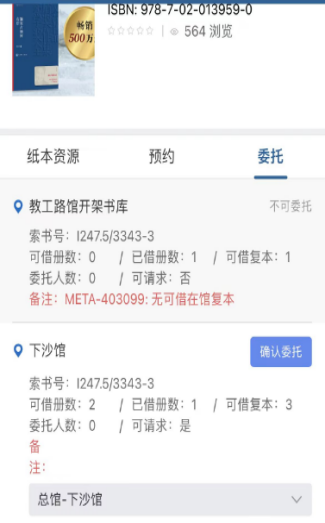 ISBN: 978-7-02-013959-0
畅销
500万
564 浏览
纸本资源 预约 委托
教工路馆开架书库 不可委托
索书号: I247.5/3343-3
可借册数: 0 / 已借册数: 1 / 可借复本: 1
委托人数: 0 / 可请求: 否
备注: META-403099: 无可借在馆复本
下沙馆 确认委托
索书号: I247.5/3343-3
可借册数: 2 / 已借册数: 1 / 可借复本: 3
委托人数: 0 / 可请求: 是
备
注:
总馆-下沙馆